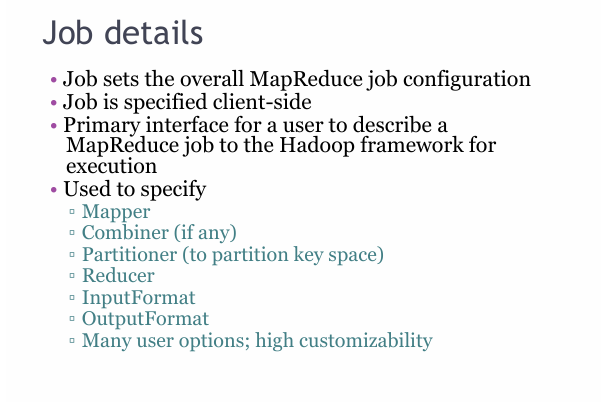 Job details
• Job sets the overall MapReduce job configuration
• Job is specified client-side
• Primary interface for a user to describe a
MapReduce job to the Hadoop framework for
execution
• Used to specify
▫ Mapper
▫ Combiner (if any)
▫ Partitioner (to partition key space)
▫ Reducer
▫ InputFormat
▫ OutputFormat
▫ Many user options; high customizability